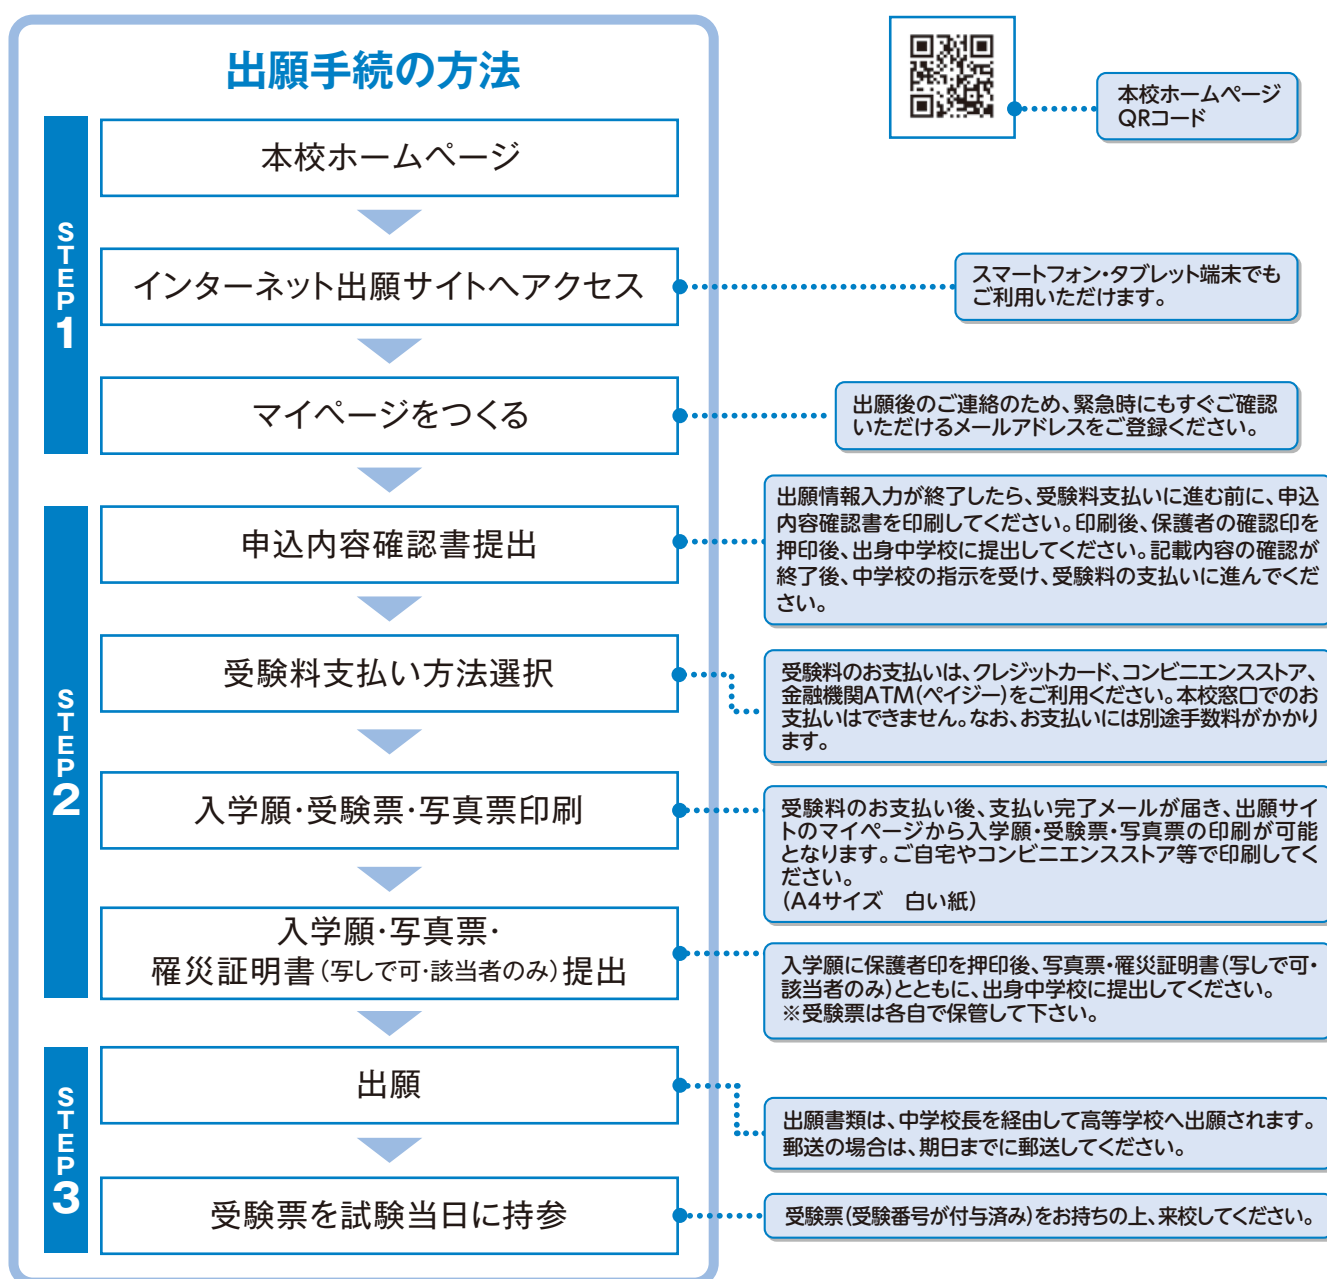 出願手続の方法
本校ホームページ
QRコード
STEP1
本校ホームページ
インターネット出願サイトへアクセス
スマートフォン・タブレット端末でも
ご利用いただけます。
マイページをつくる
出願後のご連絡のため、緊急時にもすぐご確認
いただけるメールアドレスをご登録ください。
STEP2
申込内容確認書提出
出願情報入力が終了したら、受験料支払いに進む前に、申込
内容確認書を印刷してください。印刷後、保護者の確認印を
押印後、出身中学校に提出してください。記載内容の確認が
終了後、中学校の指示を受け、受験料の支払いに進んでくだ
さい。
受験料支払い方法選択
受験料のお支払いは、クレジットカード、コンビニエンスストア、
金融機関ATM(ペイジー)をご利用ください。本校窓口でのお
支払いはできません。なお、お支払いには別途手数料がかかり
ます。
入学願・受験票・写真票印刷
受験料のお支払い後、支払い完了メールが届き、出願サイ
トのマイページから入学願・受験票・写真票の印刷が可能
となります。ご自宅やコンビニエンスストア等で印刷してく
ださい。
(A4サイズ　白い紙)
入学願・写真票・
罹災証明書(写しで可・該当者のみ)提出
入学願に保護者印を押印後、写真票・罹災証明書(写しで可・
該当者のみ)とともに、出身中学校に提出してください。
※受験票は各自で保管して下さい。
STEP3
出願
出願書類は、中学校長を経由して高等学校へ出願されます。
郵送の場合は、期日までに郵送してください。
受験票を試験当日に持参
受験票(受験番号が付与済み)をお持ちの上、来校してください。